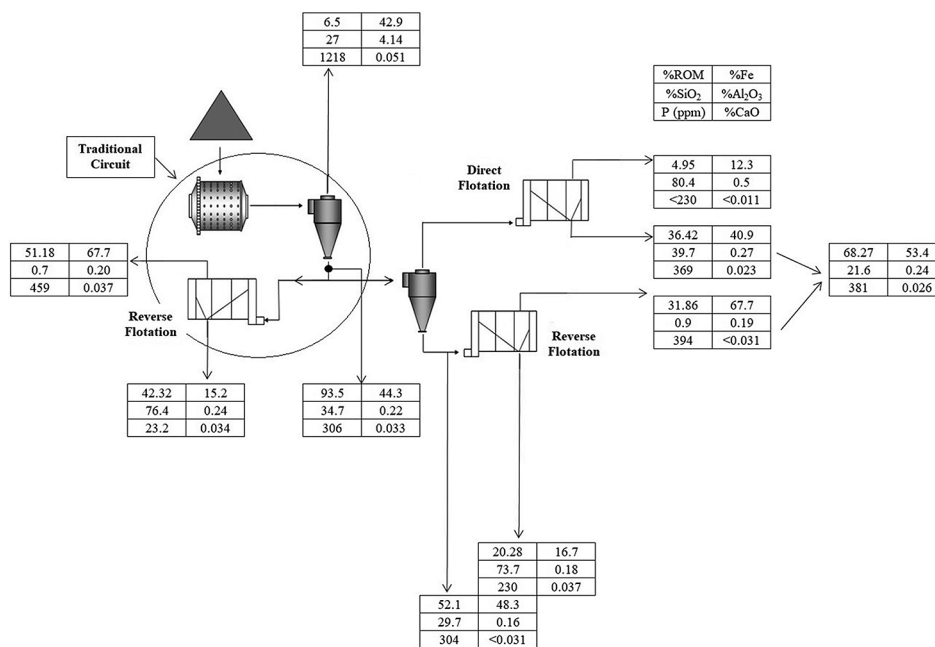 6.5 42.9
27 4.14
1218 0.051
%ROM %Fe
%SiO2 %Al2O3
P (ppm) %CaO
Traditional
Circuit
Direct
Flotation
4.95 12.3
80.4 0.5
<230 <0.011
36.42 40.9
39.7 0.27
369 0.023
68.27 53.4
21.6 0.24
381 0.026
51.18 67.7
0.7 0.20
459 0.037
Reverse
Flotation
31.86 67.7
0.9 0.19
394 <0.031
Reverse
Flotation
42.32 15.2
76.4 0.24
23.2 0.034
93.5 44.3
34.7 0.22
306 0.033
20.28 16.7
73.7 0.18
230 0.037
52.1 48.3
29.7 0.16
304 <0.031